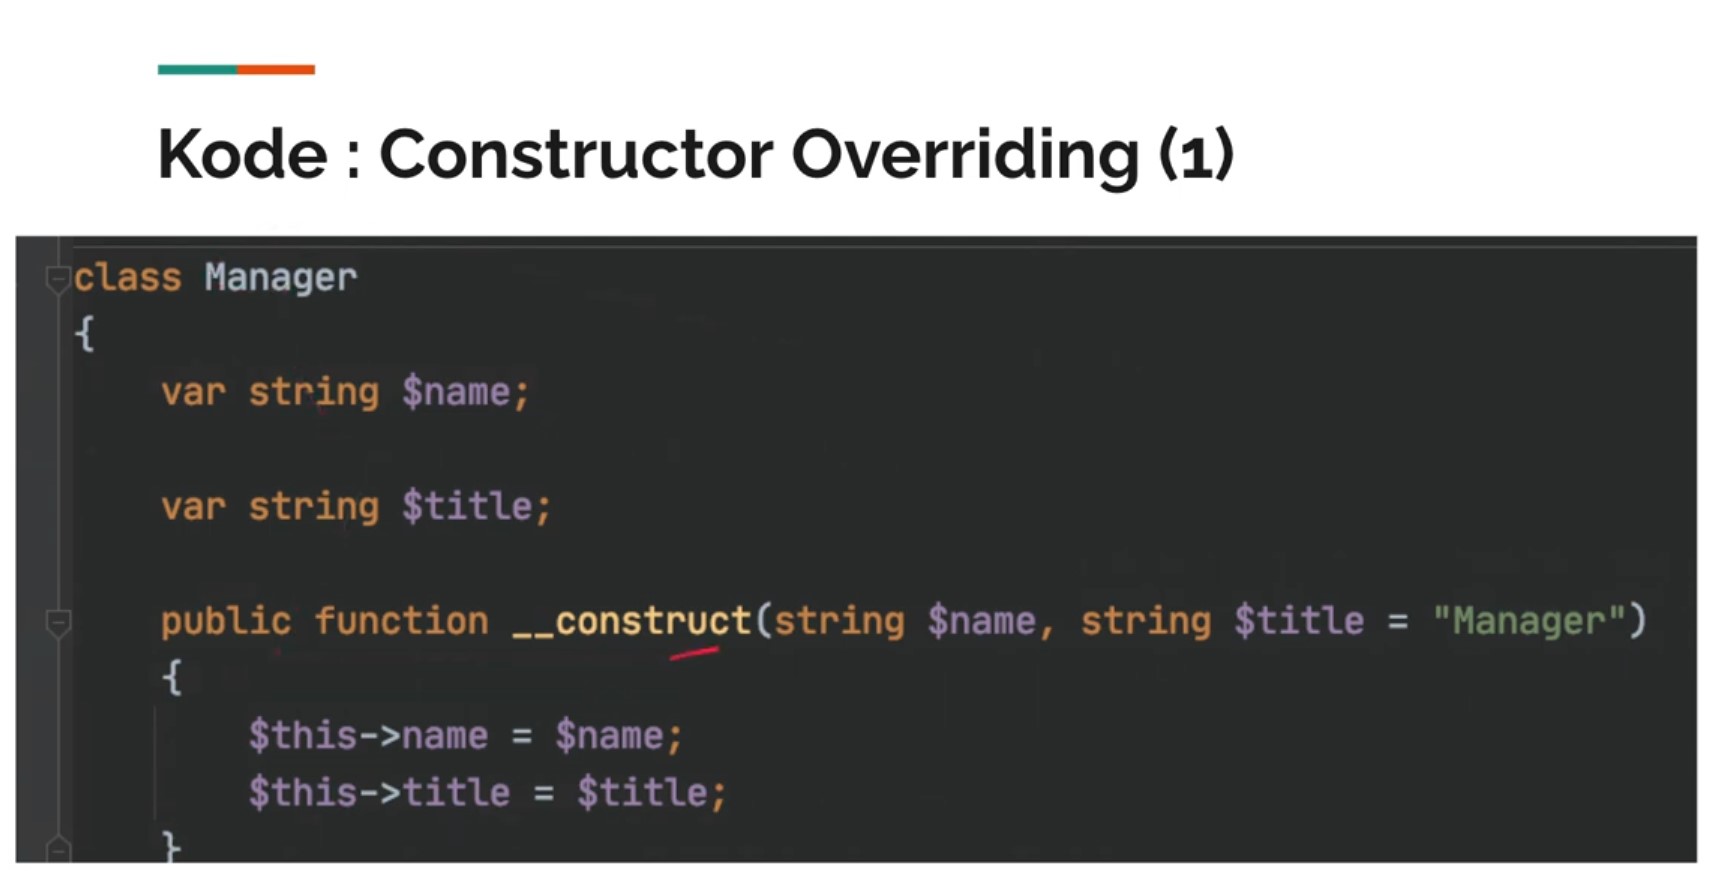 Kode : Constructor Overriding (1)
class Manager
{
var string $name;
var string $title;
public function __construct(string $name, string $title = "Manager")
{
$this->name = $name;
$this->title = $title;
}